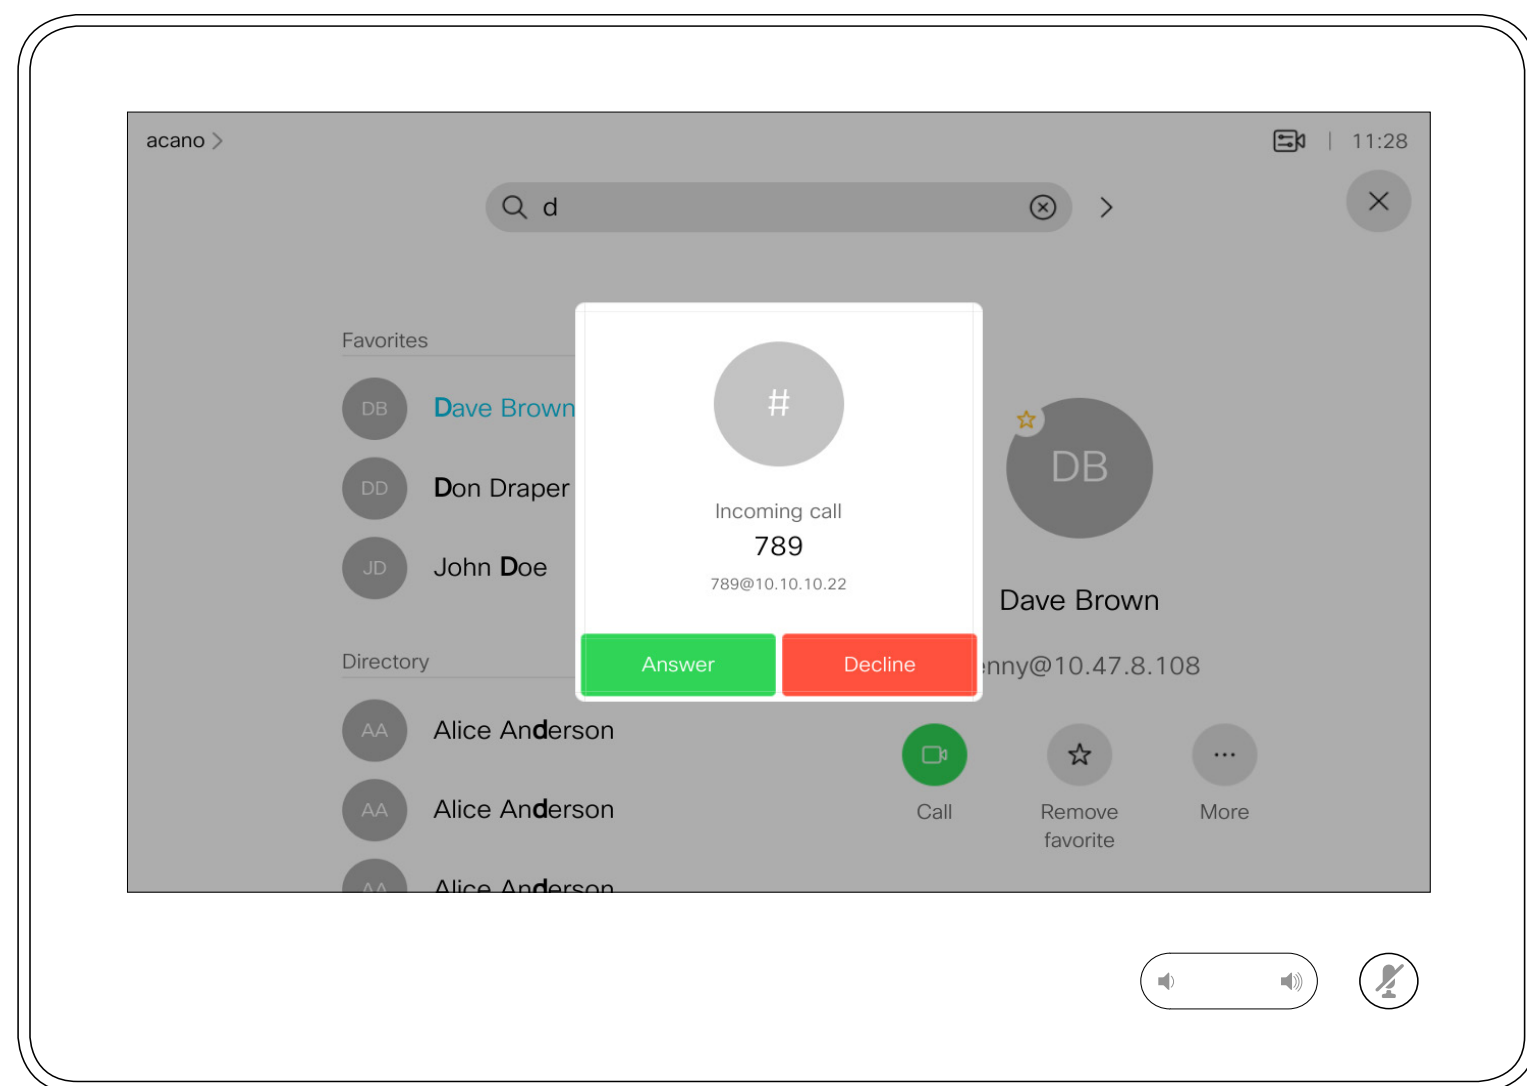 acano
11:28
d
Favorites
DB
Dave Brown
DD
Don Draper
JD
John Doe
Directory
AA
Alice Anderson
AA
Alice Anderson
AA
Alice Anderson
#
Incoming call
789
789@10.10.10.22
Answer
Decline
DB
Dave Brown
nny@10.47.8.108
Call
Remove
favorite
More